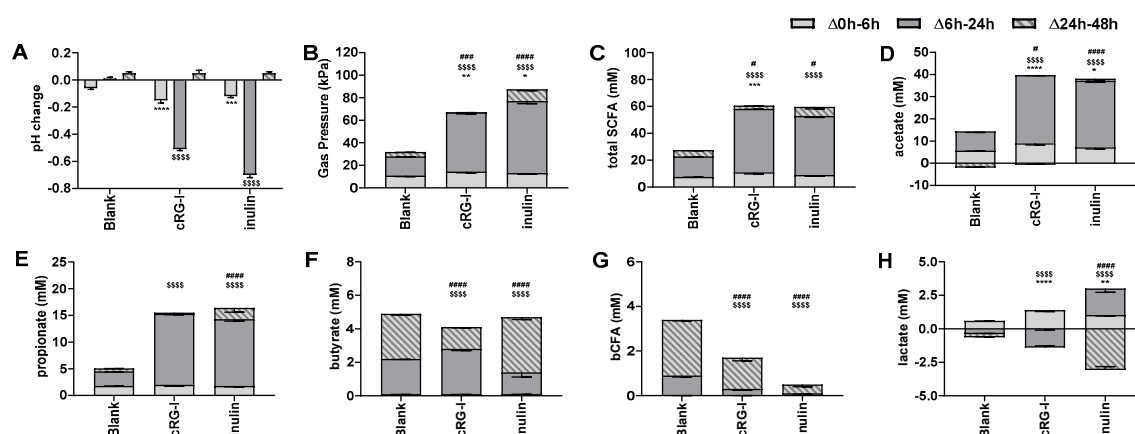 Δ0h-6h Δ6h-24h Δ24h-48h
A
pH change
0.2
0.0
-0.2
-0.4
-0.6
-0.8
****
$$$$
***
$$$$
Blank
cRG-I
inulin
B
Gas Pressure (kPa)
120
100
80
60
40
20
0
###
$$$$
**
####
$$$$
*
Blank
cRG-I
inulin
C
total SCFA (mM)
100
80
60
40
20
0
#
$$$$
***
#
$$$$
Blank
cRG-I
inulin
D
acetate (mM)
50
40
30
20
10
0
-10
#
$$$$
****
####
$$$$
*
Blank
cRG-I
inulin
E
propionate (mM)
25
20
15
10
5
0
$$$$
####
$$$$
Blank
cRG-I
inulin
F
butyrate (mM)
8
6
4
2
0
####
$$$$
####
$$$$
Blank
cRG-I
inulin
G
bCFA (mM)
6
4
2
0
####
$$$$
####
$$$$
Blank
cRG-I
inulin
H
lactate (mM)
5.0
2.5
0.0
-2.5
-5.0
$$$$
****
####
$$$$
**
Blank
cRG-I
inulin